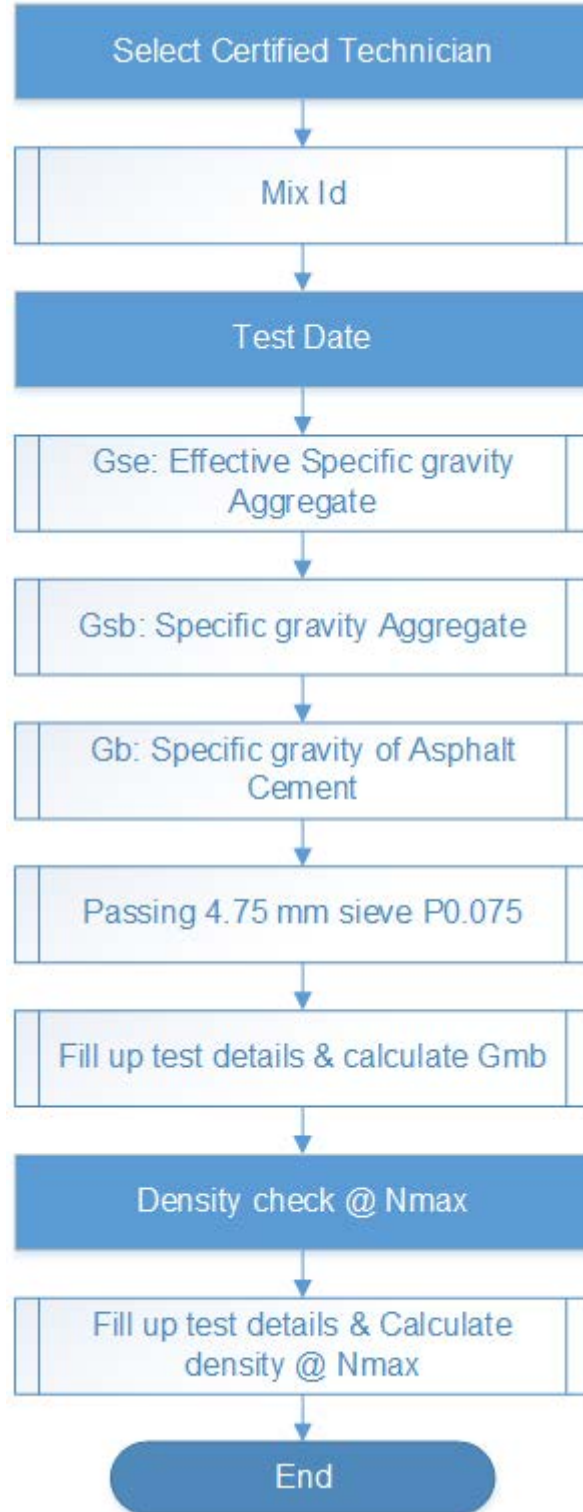 Select Certified Technician
Mix Id
Test Date
Gse: Effective Specific gravity
Aggregate
Gsb: Specific gravity Aggregate
Gb: Specific gravity of Asphalt
Cement
Passing 4.75 mm sieve P0.075
Fill up test details & calculate Gmb
Density check @ Nmax
Fill up test details & Calculate
density @ Nmax
End